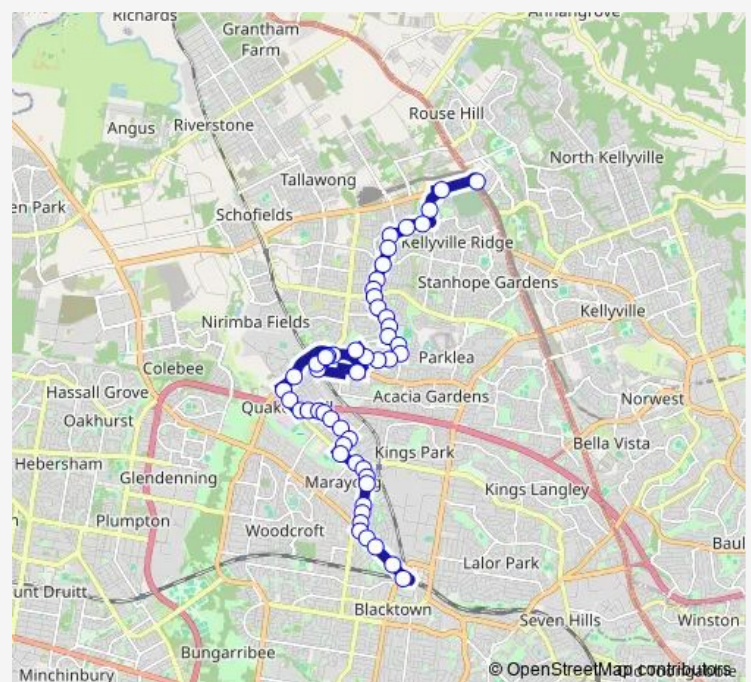 Richards
Annangrove
Grantham
Farm
Rouse Hill
Angus
Riverstone
North Kellyville
Tallawong
en Park
Schofields
Kellyville Ridge
Stanhope Gardens
Kellyville
Nirimba Fields
Colebee
Parklea
Hassall Grove
Acacia Gardens
Norwest
Oakhurst
Bella Vista
Hebersham
Kings Park
Glendenning
Kings Langley
Plumpton
Woodcroft
Baul
Lalor Park
unt Druitt
Blacktown
Seven Hills
Winston
Bungarribee
Minchinbury
© OpenStreetMap contributors